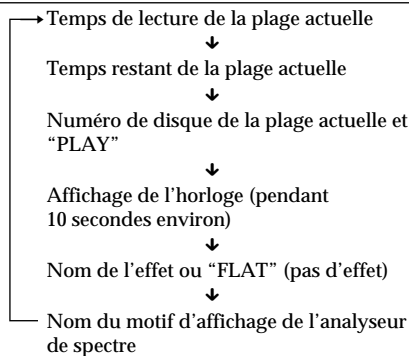 Temps de lecture de la plage actuelle
Temps restant de la plage actuelle
Numéro de disque de la plage actuelle et
“PLAY”
Affichage de l’horloge (pendant
10 secondes environ)
Nom de l’effet ou “FLAT” (pas d’effet)
Nom du motif d’affichage de l’analyseur
de spectre